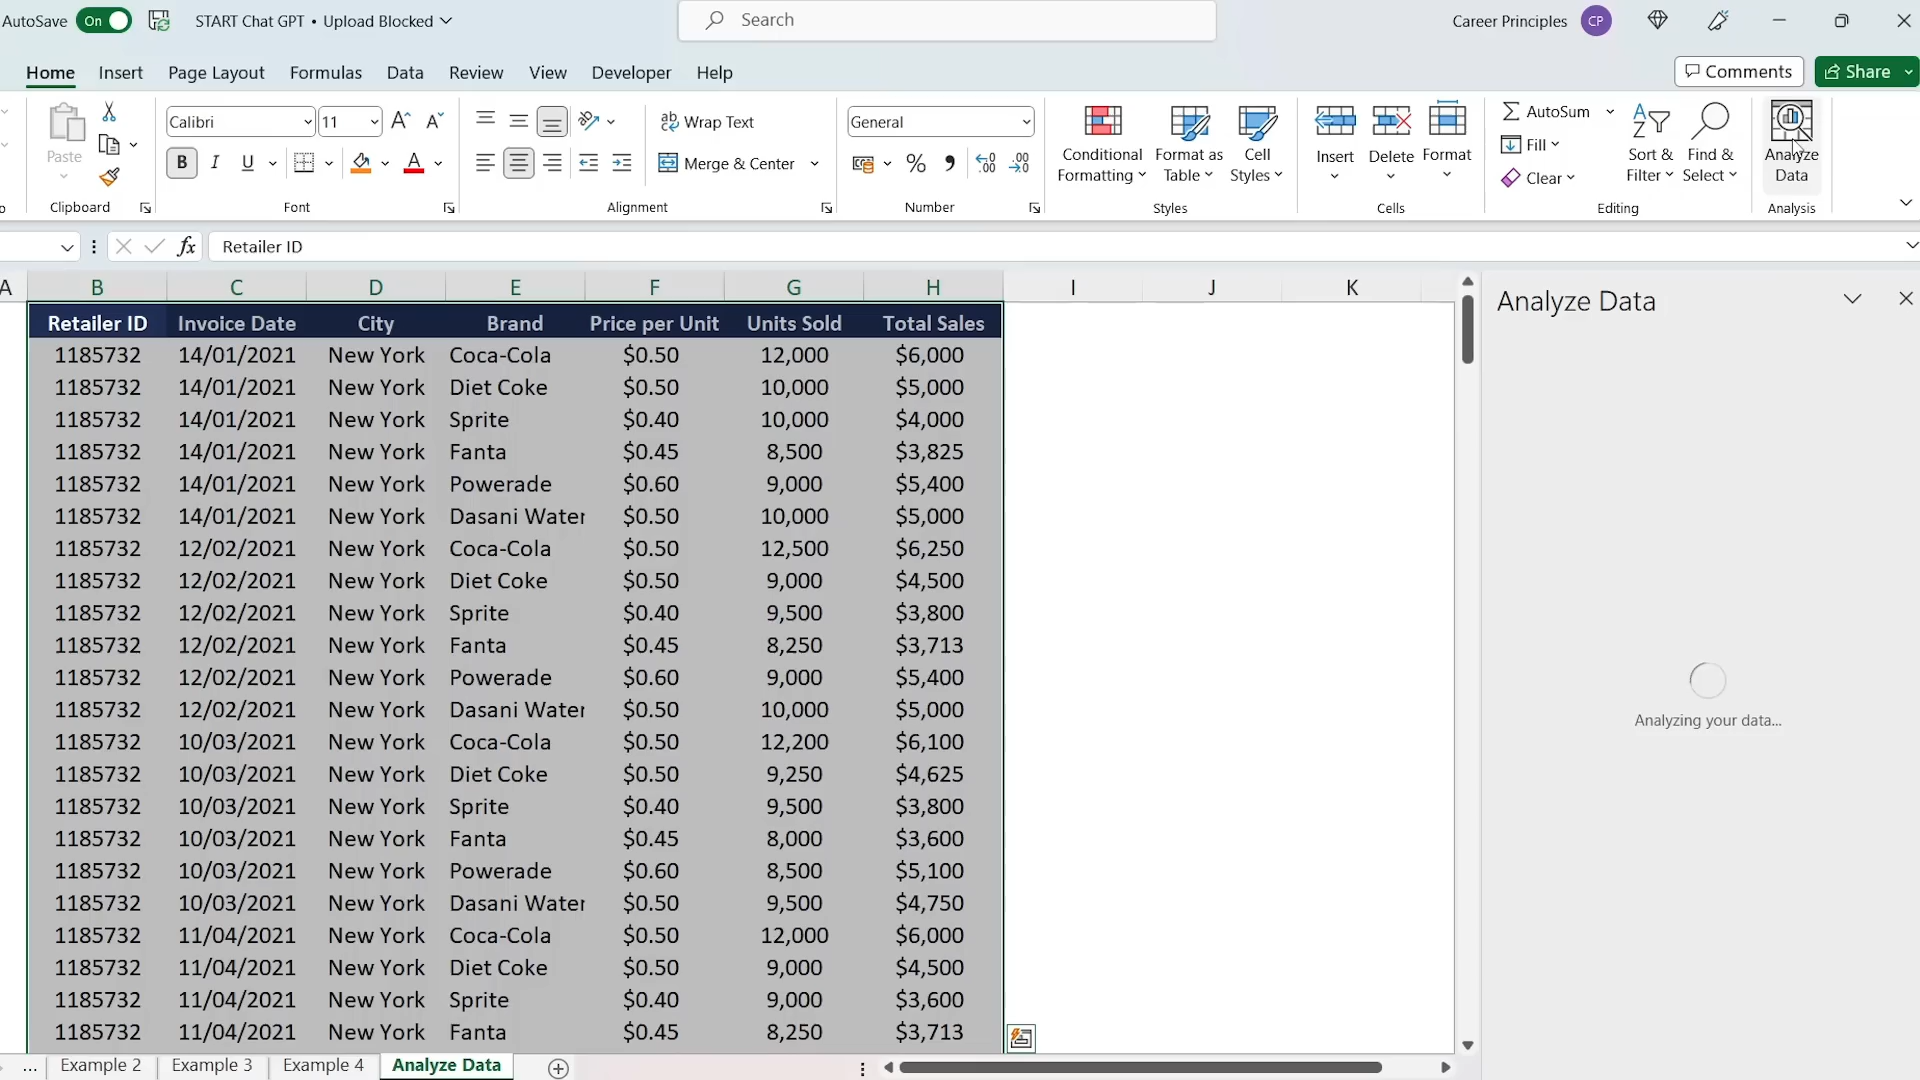 AutoSave On START Chat GPT • Upload Blocked Search Career Principles CP
Home Insert Page Layout Formulas Data Review View Developer Help Comments Share
Paste
Calibri 11
B I U A
Wrap Text
Merge & Center
General
Conditional Formatting
Format as Table
Cell Styles
Insert
Delete
Format
AutoSum
Fill
Clear
Sort & Filter
Find & Select
Analyze Data
Clipboard Font Alignment Number Styles Cells Editing Analysis
fx Retailer ID
A B C D E F G H I J K
Retailer ID Invoice Date City Brand Price per Unit Units Sold Total Sales
1185732 14/01/2021 New York Coca-Cola $0.50 12,000 $6,000
1185732 14/01/2021 New York Diet Coke $0.50 10,000 $5,000
1185732 14/01/2021 New York Sprite $0.40 10,000 $4,000
1185732 14/01/2021 New York Fanta $0.45 8,500 $3,825
1185732 14/01/2021 New York Powerade $0.60 9,000 $5,400
1185732 14/01/2021 New York Dasani Water $0.50 10,000 $5,000
1185732 12/02/2021 New York Coca-Cola $0.50 12,500 $6,250
1185732 12/02/2021 New York Diet Coke $0.50 9,000 $4,500
1185732 12/02/2021 New York Sprite $0.40 9,500 $3,800
1185732 12/02/2021 New York Fanta $0.45 8,250 $3,713
1185732 12/02/2021 New York Powerade $0.60 9,000 $5,400
1185732 12/02/2021 New York Dasani Water $0.50 10,000 $5,000
1185732 10/03/2021 New York Coca-Cola $0.50 12,200 $6,100
1185732 10/03/2021 New York Diet Coke $0.50 9,250 $4,625
1185732 10/03/2021 New York Sprite $0.40 9,500 $3,800
1185732 10/03/2021 New York Fanta $0.45 8,000 $3,600
1185732 10/03/2021 New York Powerade $0.60 8,500 $5,100
1185732 10/03/2021 New York Dasani Water $0.50 9,500 $4,750
1185732 11/04/2021 New York Coca-Cola $0.50 12,000 $6,000
1185732 11/04/2021 New York Diet Coke $0.50 9,000 $4,500
1185732 11/04/2021 New York Sprite $0.40 9,000 $3,600
1185732 11/04/2021 New York Fanta $0.45 8,250 $3,713
Analyze Data
Analyzing your data...
... Example 2 Example 3 Example 4 Analyze Data